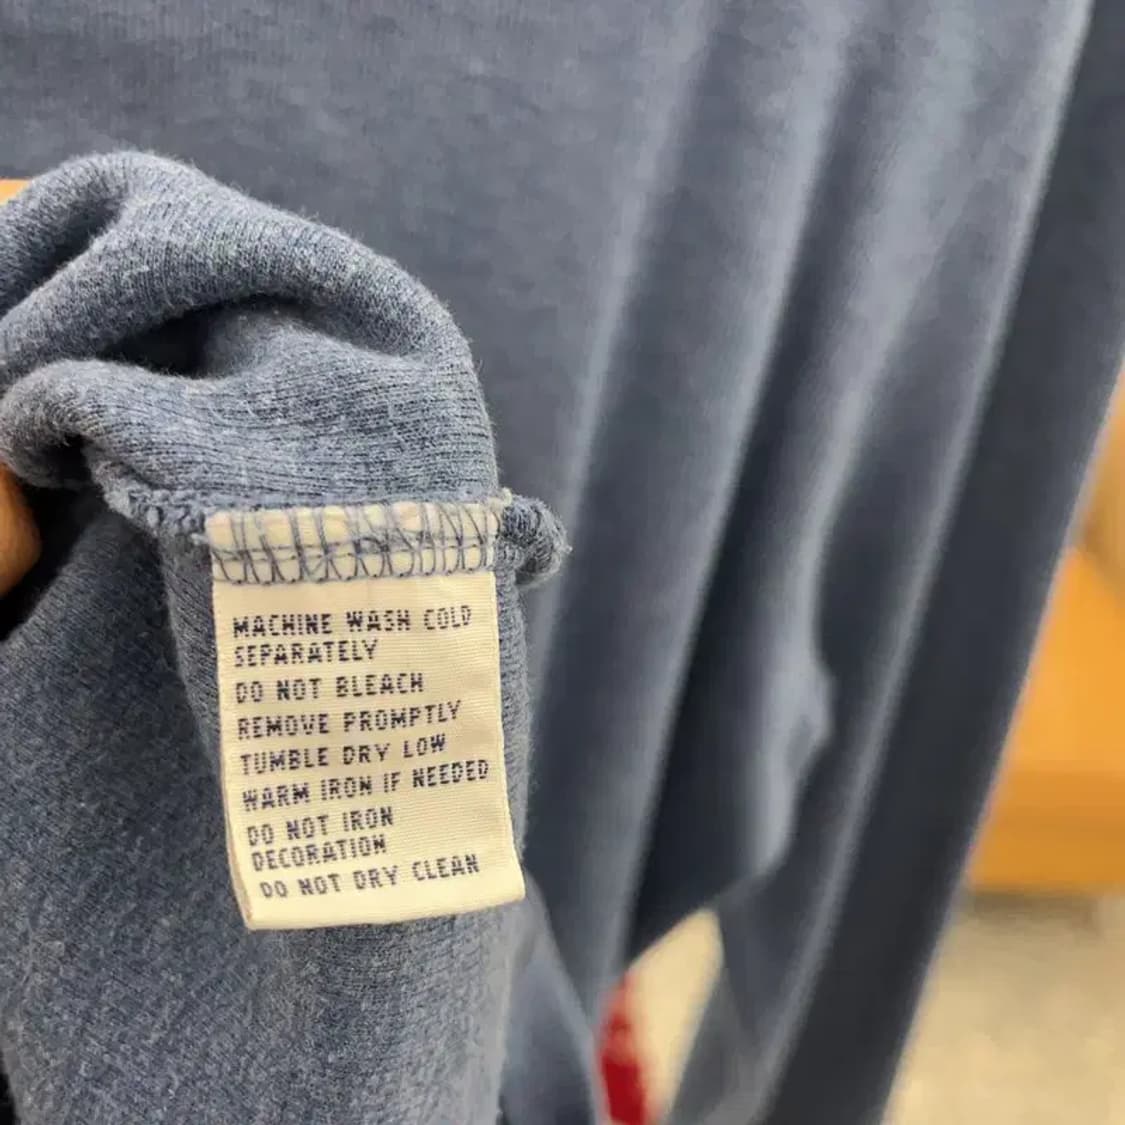 MACHINE WASH COLD
SEPARATELY
DO NOT BLEACH
REMOVE PROMPTLY
TUMBLE DRY LOW
WARM IRON IF NEEDED
DO NOT IRON
DECORATION
DO NOT DRY CLEAN